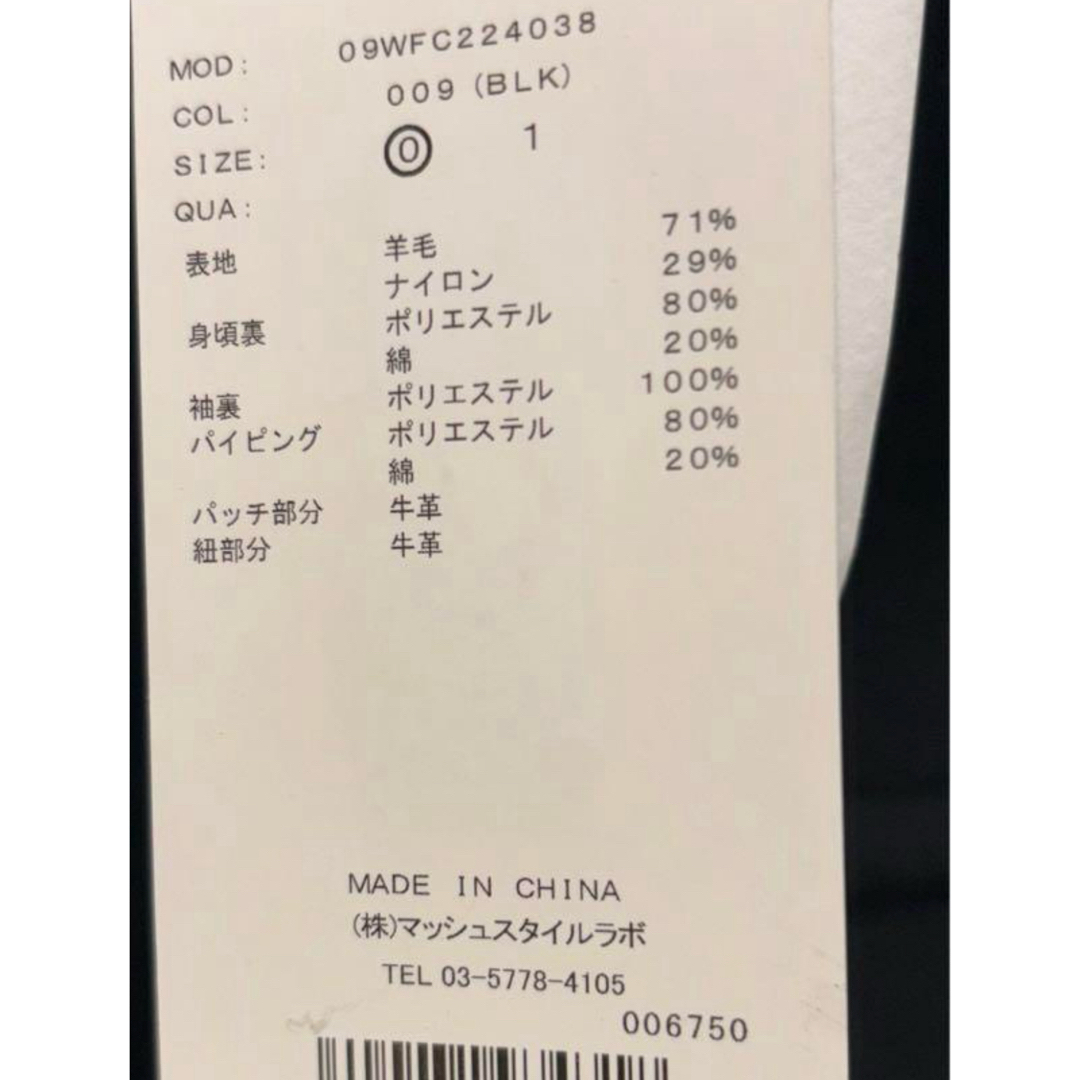 MOD: 09WFC224038
COL: 009 (BLK)
SIZE: 0 1
QUA:
表地 羊毛 71%
ナイロン 29%
身頃裏 ポリエステル 80%
綿 20%
袖裏 ポリエステル 100%
パイピング ポリエステル 80%
綿 20%
パッチ部分 牛革
紐部分 牛革
MADE IN CHINA
(株)マッシュスタイルラボ
TEL 03-5778-4105
006750